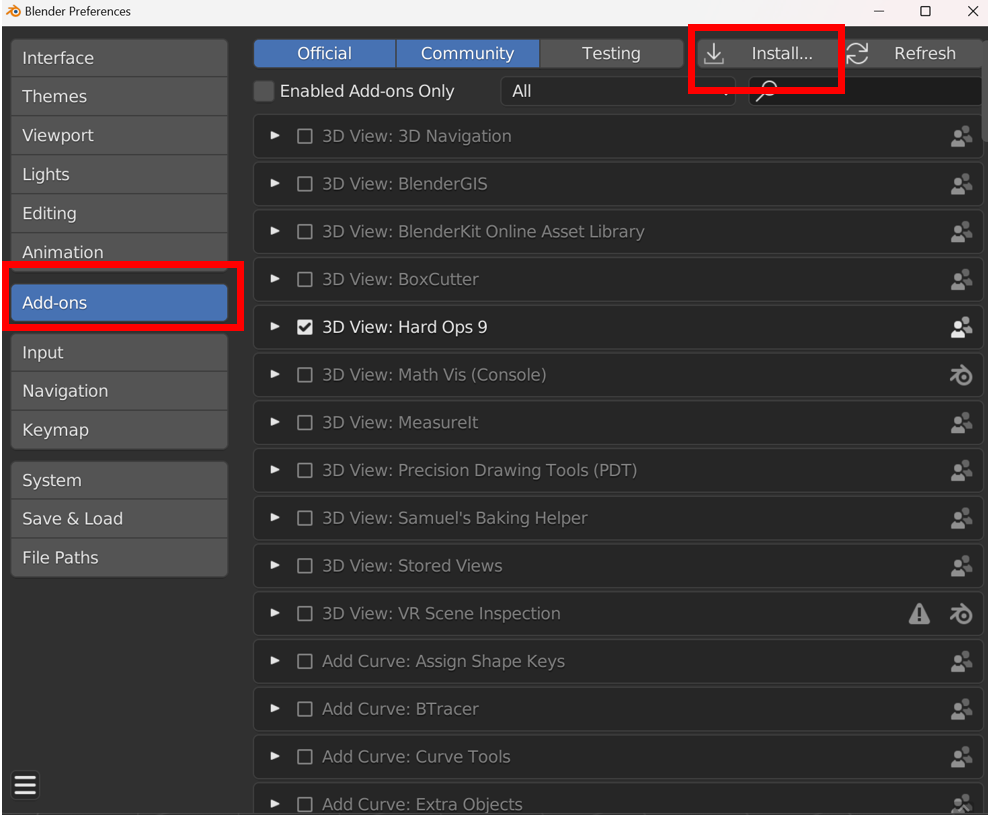 Blender Preferences
Interface
Themes
Viewport
Lights
Editing
Animation
Add-ons
Input
Navigation
Keymap
System
Save & Load
File Paths
Official Community Testing Install... Refresh
Enabled Add-ons Only All
3D View: 3D Navigation
3D View: BlenderGIS
3D View: BlenderKit Online Asset Library
3D View: BoxCutter
3D View: Hard Ops 9
3D View: Math Vis (Console)
3D View: MeasureIt
3D View: Precision Drawing Tools (PDT)
3D View: Samuel's Baking Helper
3D View: Stored Views
3D View: VR Scene Inspection
Add Curve: Assign Shape Keys
Add Curve: BTracer
Add Curve: Curve Tools
Add Curve: Extra Objects